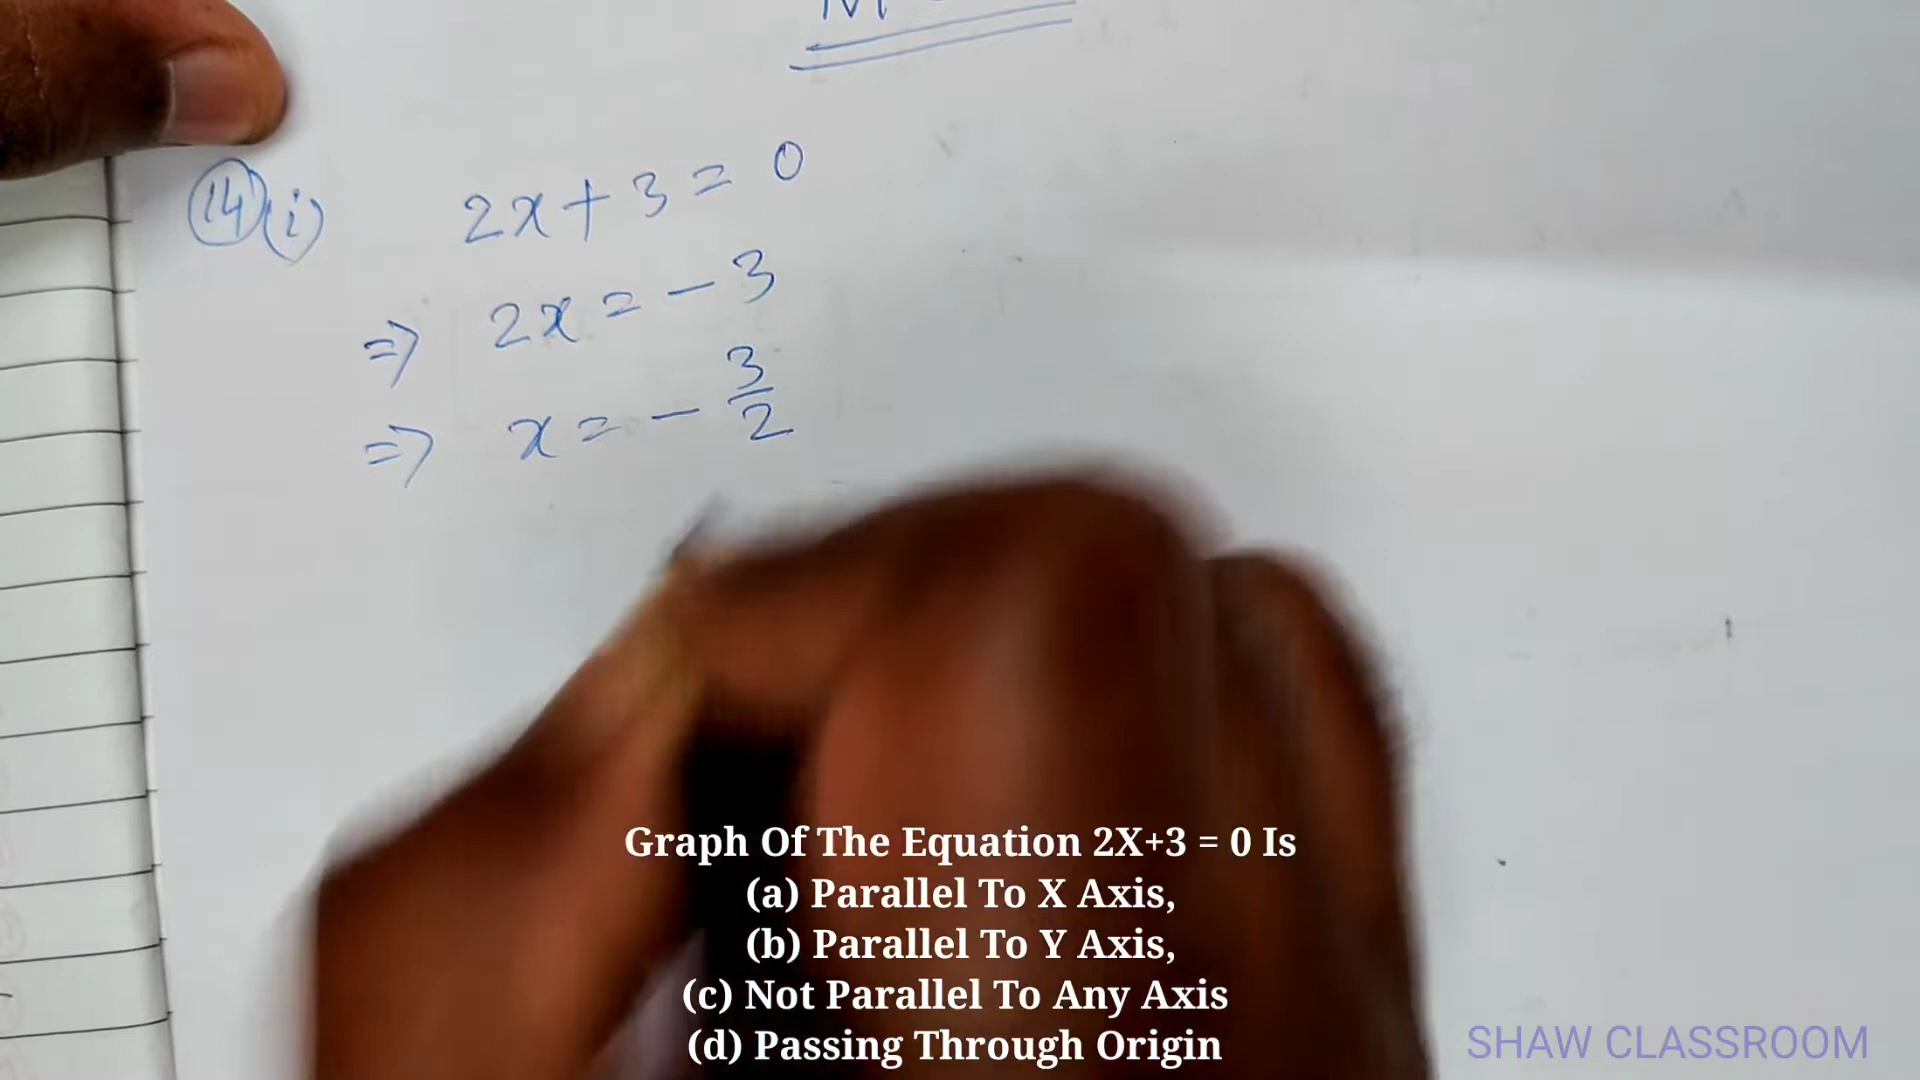 14 (i) 2x + 3 = 0
=> 2x = - 3
=> x = - 3/2
Graph Of The Equation 2X+3 = 0 Is
(a) Parallel To X Axis,
(b) Parallel To Y Axis,
(c) Not Parallel To Any Axis
(d) Passing Through Origin
SHAW CLASSROOM